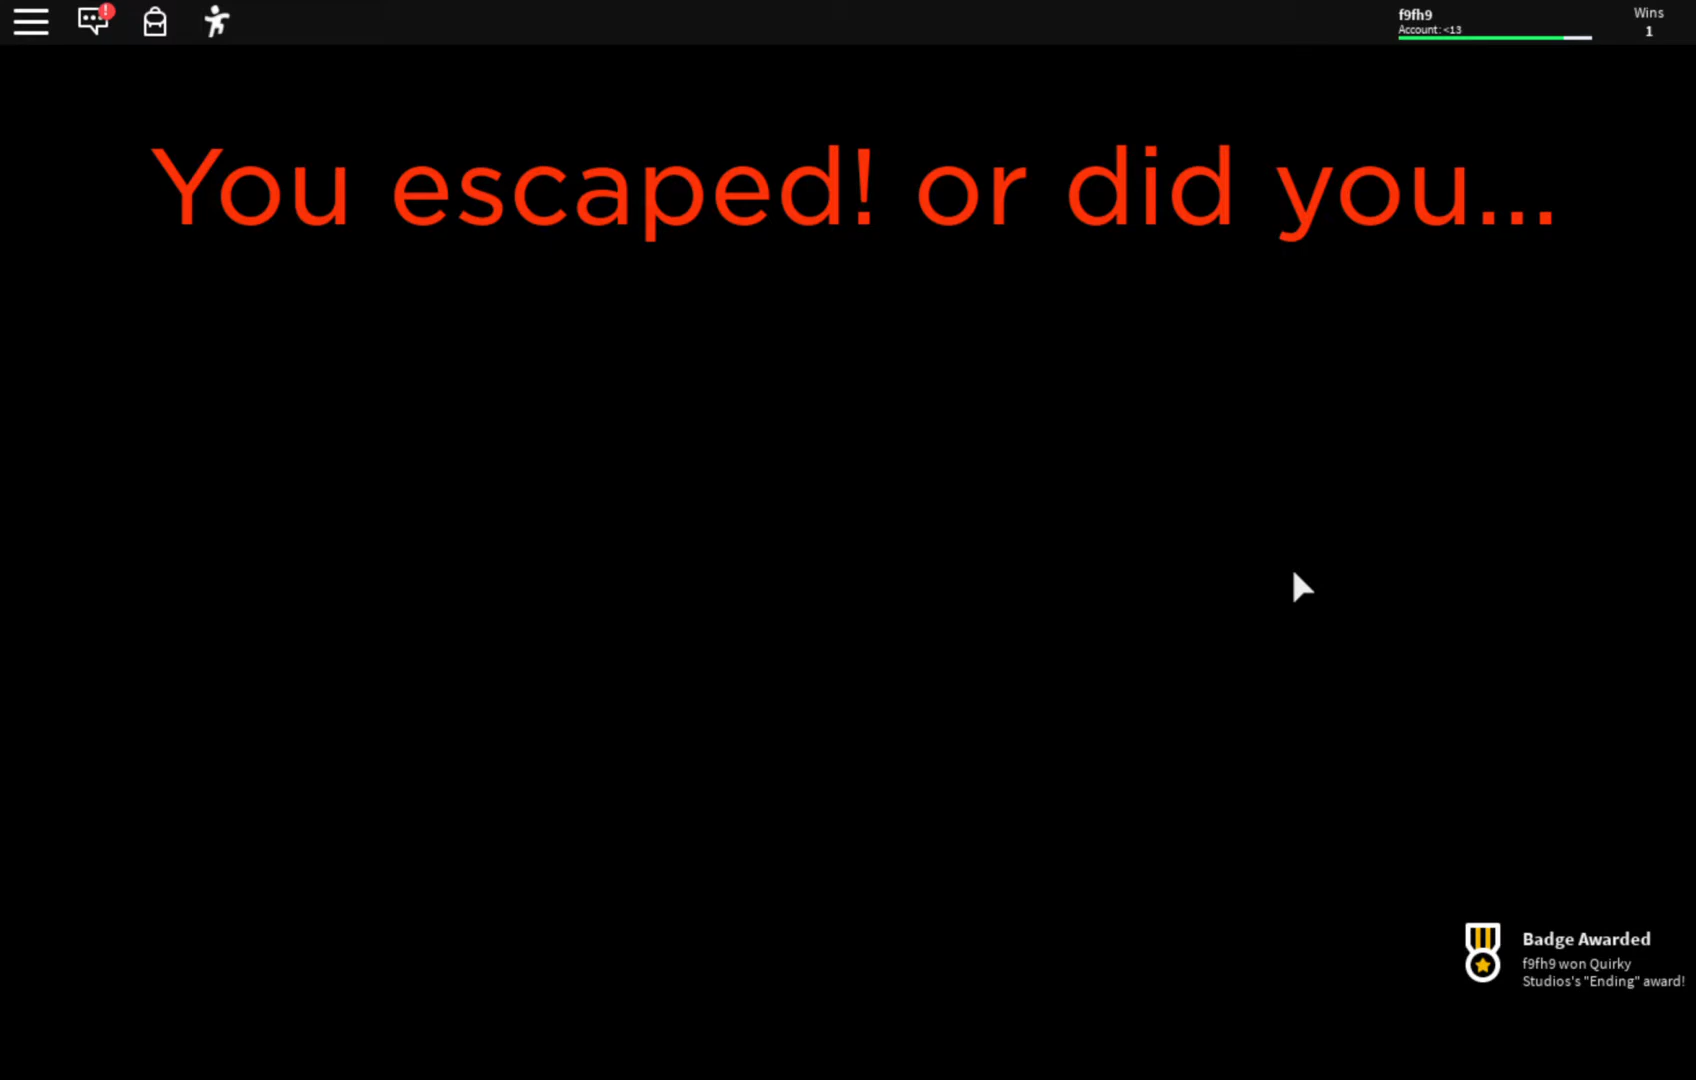 f9fh9
Account: <13
Wins
1
You escaped! or did you...
Badge Awarded
f9fh9 won Quirky
Studios's "Ending" award!